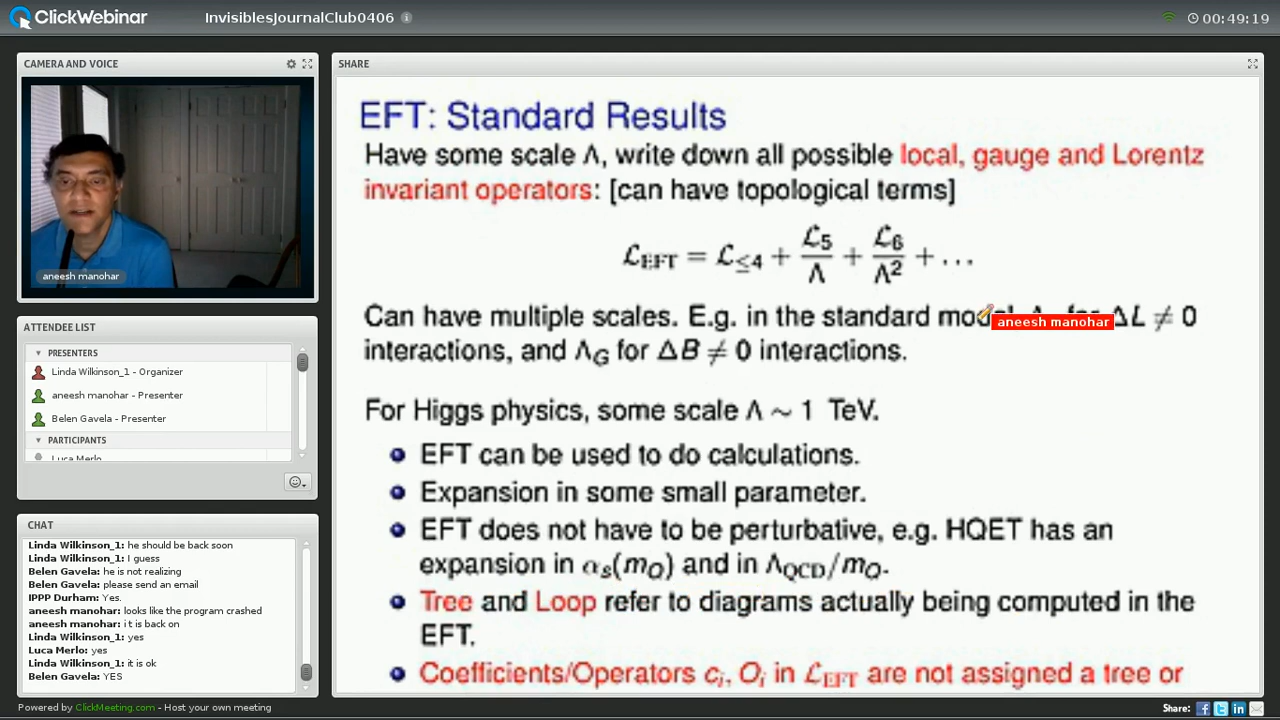 ClickWebinar
InvisiblesJournalClub0406
00:49:19
CAMERA AND VOICE
aneesh manohar
ATTENDEE LIST
PRESENTERS
Linda Wilkinson_1 - Organizer
aneesh manohar - Presenter
Belen Gavela - Presenter
PARTICIPANTS
Luca Merlo
CHAT
Linda Wilkinson_1: he should be back soon
Linda Wilkinson_1: I guess
Belen Gavela: he is not realizing
Belen Gavela: please send an email
IPPP Durham: Yes.
aneesh manohar: looks like the program crashed
aneesh manohar: i t is back on
Linda Wilkinson_1: yes
Luca Merlo: yes
Linda Wilkinson_1: it is ok
Belen Gavela: YES
SHARE
EFT: Standard Results
Have some scale Λ, write down all possible local, gauge and Lorentz
invariant operators: [can have topological terms]
ℒ_EFT = ℒ_≤4 + ℒ_5/Λ + ℒ_6/Λ² + ...
Can have multiple scales. E.g. in the standard ΔL ≠ 0
aneesh manohar
interactions, and Λ_G for ΔB ≠ 0 interactions.
For Higgs physics, some scale Λ ∼ 1 TeV.
EFT can be used to do calculations.
Expansion in some small parameter.
EFT does not have to be perturbative, e.g. HQET has an
expansion in α_s(m_Q) and in Λ_QCD/m_Q.
Tree and Loop refer to diagrams actually being computed in the
EFT.
Coefficients/Operators c_i, O_i in ℒ_EFT are not assigned a tree or
Powered by ClickMeeting.com - Host your own meeting
Share: